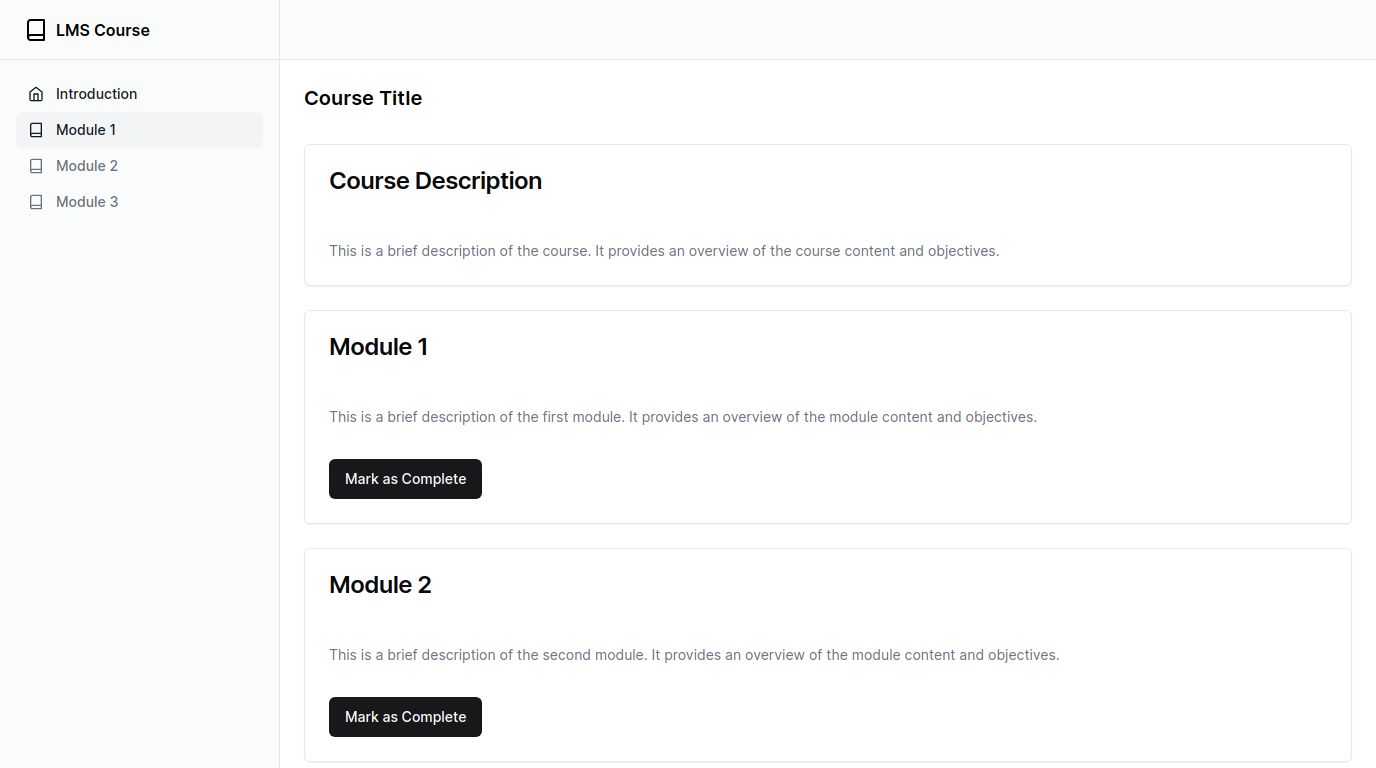 LMS Course
Introduction
Module 1
Module 2
Module 3
Course Title
Course Description
This is a brief description of the course. It provides an overview of the course content and objectives.
Module 1
This is a brief description of the first module. It provides an overview of the module content and objectives.
Mark as Complete
Module 2
This is a brief description of the second module. It provides an overview of the module content and objectives.
Mark as Complete